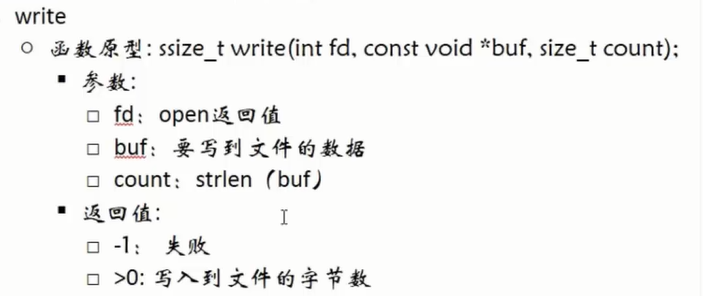 write
函数原型: ssize_t write(int fd, const void *buf, size_t count);
参数:
fd：open返回值
buf：要写到文件的数据
count：strlen（buf）
返回值:
-1： 失败
>0: 写入到文件的字节数